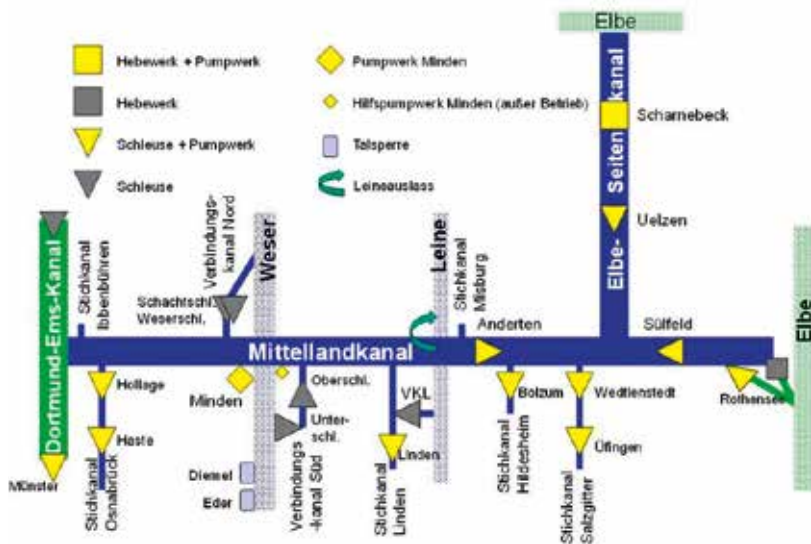 Elbe
Hebewerk + Pumpwerk
Hebewerk
Schleuse + Pumpwerk
Schleuse
Pumpwerk Minden
Hilfspumpwerk Minden (außer Betrieb)
Talsperre
Leineauslass
Scharnebeck
Uelzen
Elbe-
Seiten
kanal
Dortmund-Ems-Kanal
Stichkanal
Ibbenbühren
Verbindungs-
kanal Nord
Weser
Leine
Stichkanal
Misburg
Schachtschl.
Weserschl.
Anderten
Sülfeld
Elbe
Mittellandkanal
Hollage
Haste
Minden
Oberschl.
Unter-
schl.
VKL
Linden
Bolzum
Wedtlenstedt
Üfingen
Rothensee
Münster
Diemel
Eder
Stichkanal
Osnabrück
Verbindungs
-kanal Süd
Stichkanal
Linden
Stichkanal
Hildesheim
Stichkanal
Salzgitter